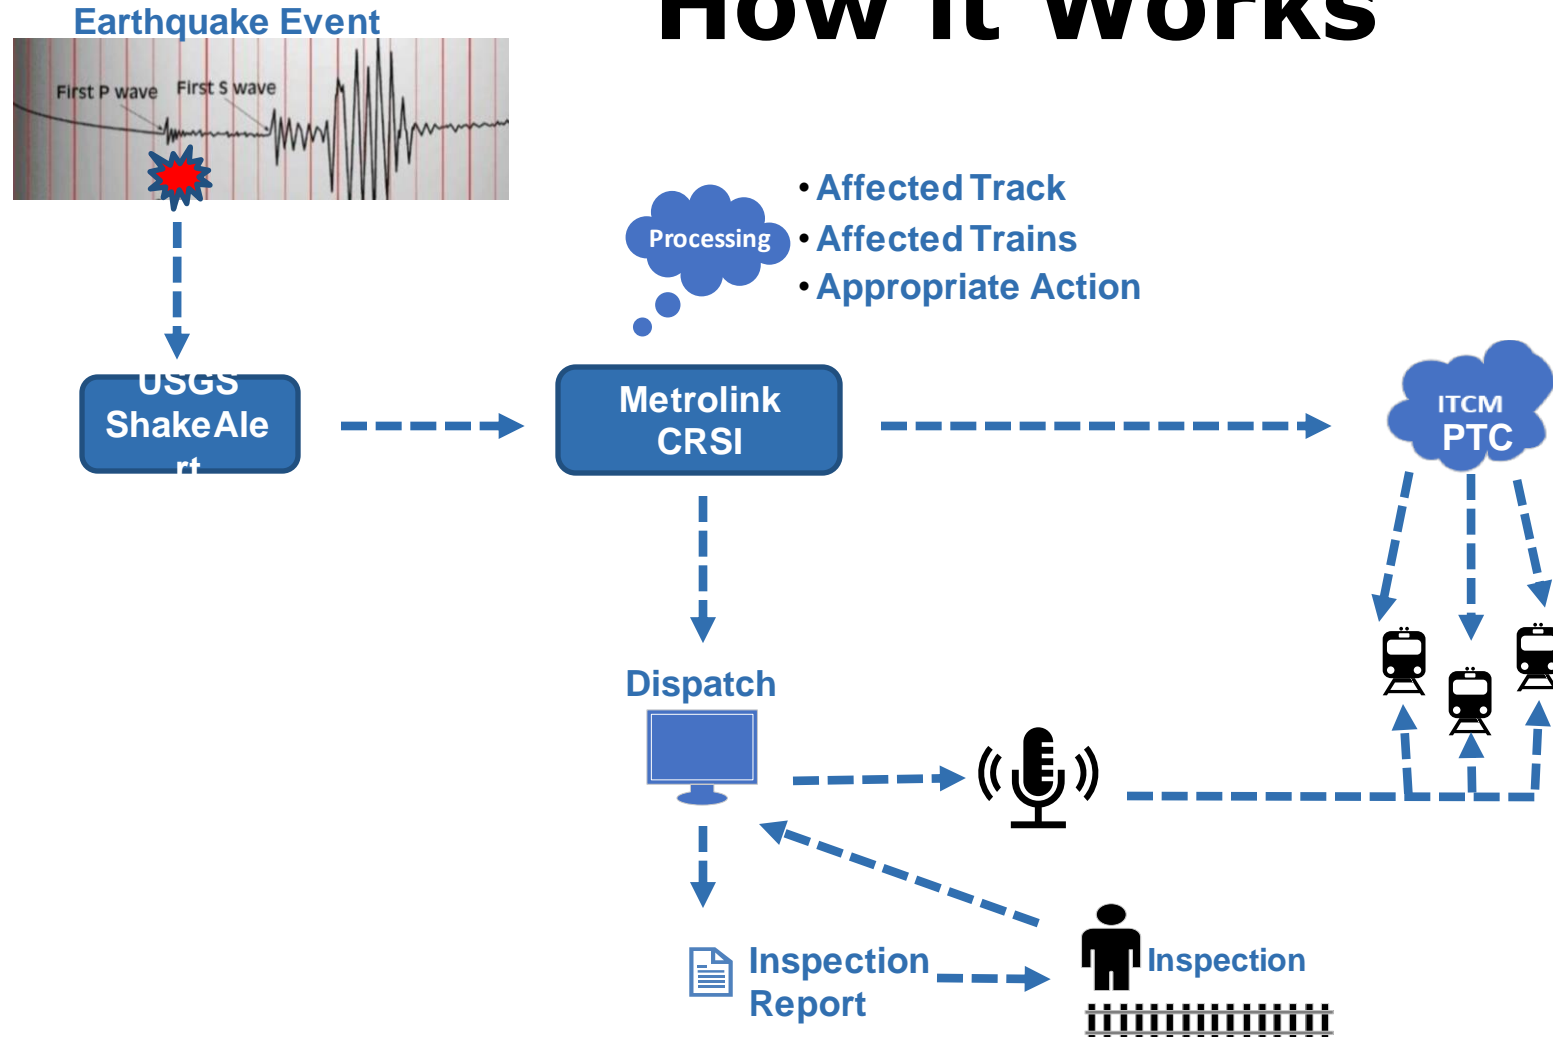 How it Works
Earthquake Event
First P wave
First S wave
Processing
• Affected Track
• Affected Trains
• Appropriate Action
USGS
ShakeAle
rt
Metrolink
CRSI
ITCM
PTC
Dispatch
Inspection
Report
Inspection